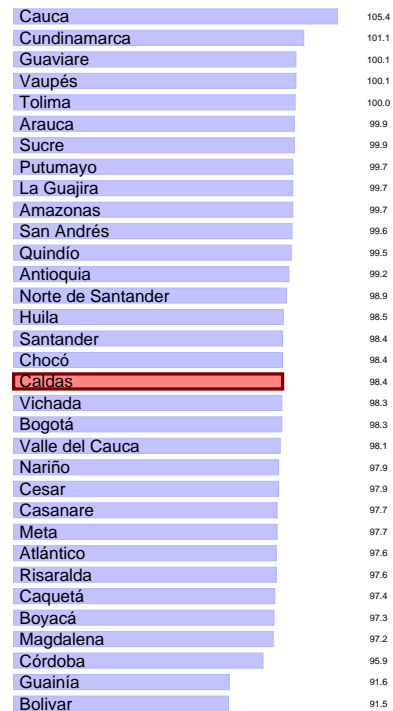 Cauca 105.4
Cundinamarca 101.1
Guaviare 100.1
Vaupés 100.1
Tolima 100.0
Arauca 99.9
Sucre 99.9
Putumayo 99.7
La Guajira 99.7
Amazonas 99.7
San Andrés 99.6
Quindío 99.5
Antioquia 99.2
Norte de Santander 98.9
Huila 98.5
Santander 98.4
Chocó 98.4
Caldas 98.4
Vichada 98.3
Bogotá 98.3
Valle del Cauca 98.1
Nariño 97.9
Cesar 97.9
Casanare 97.7
Meta 97.7
Atlántico 97.6
Risaralda 97.6
Caquetá 97.4
Boyacá 97.3
Magdalena 97.2
Córdoba 95.9
Guainía 91.6
Bolivar 91.5